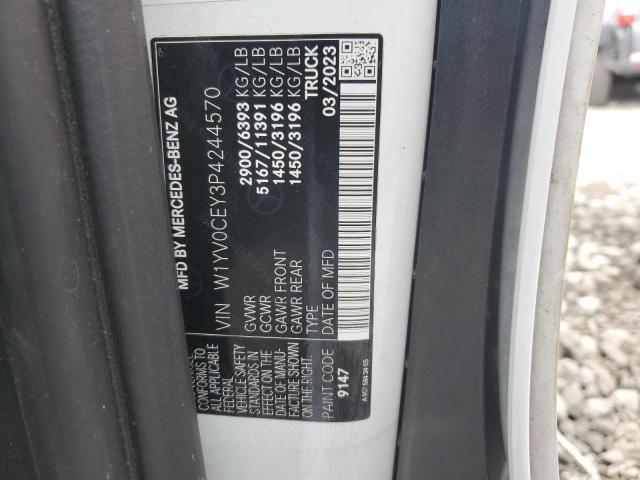 MFD BY MERCEDES-BENZ AG
VIN W1YV0CEY3P4244570
GVWR 2900/6393 KG/LB
GCWR 5167/11391 KG/LB
GAWR FRONT 1450/3196 KG/LB
GAWR REAR 1450/3196 KG/LB
TYPE TRUCK
DATE OF MFD 03/2023
CONFORMS TO
ALL APPLICABLE
FEDERAL
VEHICLE SAFETY
STANDARDS IN
EFFECT ON THE
DATE OF MANU-
FACTURE SHOWN
ON THE RIGHT.
PAINT CODE
9147